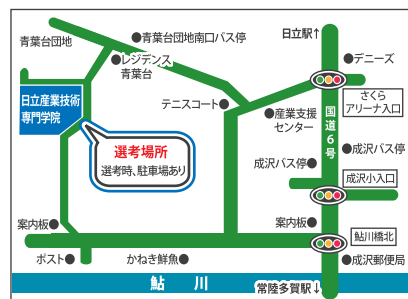 日立駅↑
青葉台団地
●青葉台団地南口バス停
●レジデンス
青葉台
●デニーズ
日立産業技術
専門学院
テニスコート●
さくら
アリーナ入口
●産業支援
センター
国道6号
選考場所
選考時、駐車場あり
●成沢バス停
成沢バス停●
成沢小入口
案内板●
案内板●
鮎川橋北
ポスト●
かねき鮮魚●
●成沢郵便局
鮎川
常陸多賀駅↓